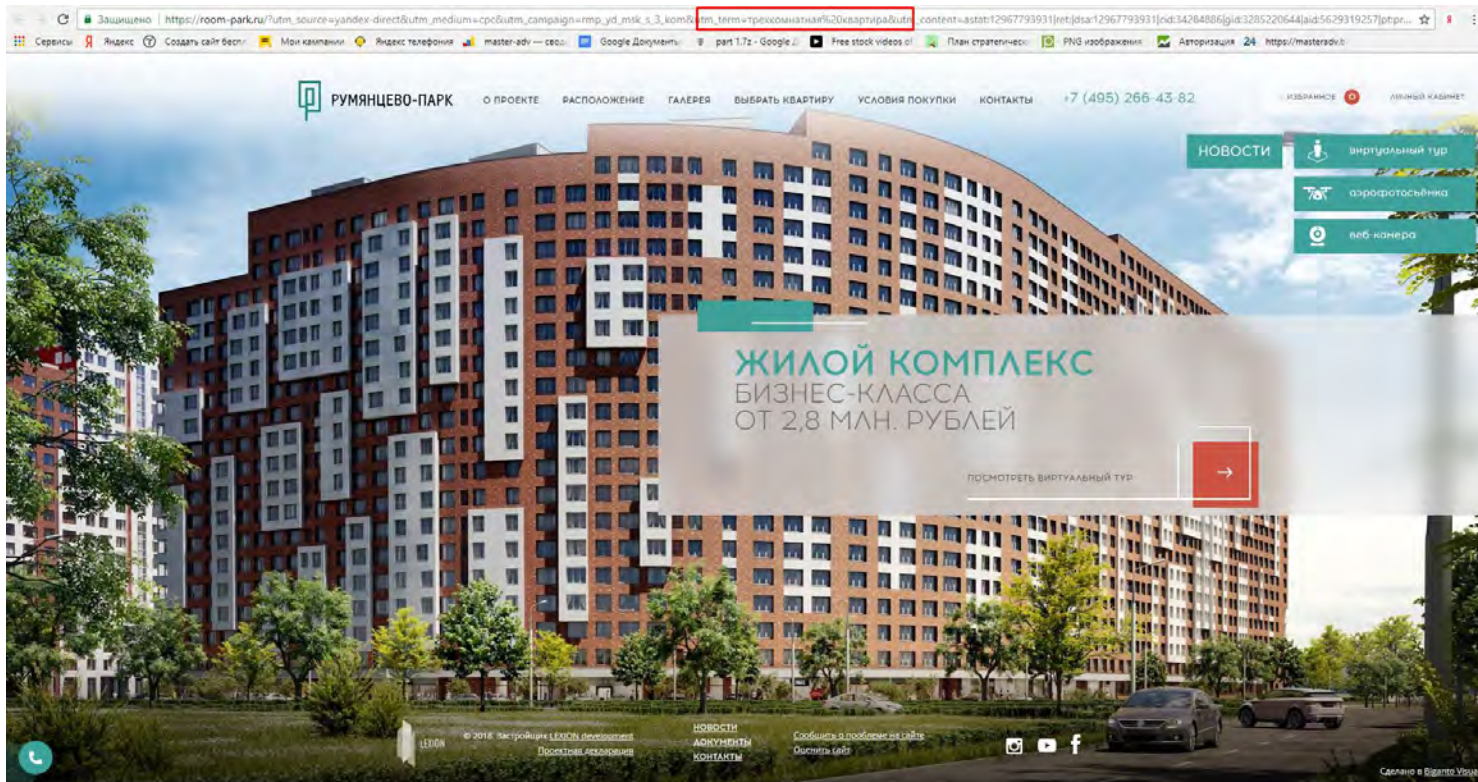 Защищено | https://room-park.ru/?utm_source=yandex-direct&utm_medium=cpc&utm_campaign=rmp_yd_msk_s_3_kom&utm_term=трехкомнатная%20квартира&utm_content=astat:12967793931|ret:|dsa:12967793931|cid:34284886|gid:3285220644|aid:5629319257|pt:pr...
Сервисы Яндекс Создать сайт бесп Мои кампании Яндекс телефония master-adv — свод Google Документы part 1.7z - Google Free stock videos of План стратегическ PNG изображения Авторизация 24 https://masteradv.b
РУМЯНЦЕВО-ПАРК О ПРОЕКТЕ РАСПОЛОЖЕНИЕ ГАЛЕРЕЯ ВЫБРАТЬ КВАРТИРУ УСЛОВИЯ ПОКУПКИ КОНТАКТЫ +7 (495) 266-43-82 ИЗБРАННОЕ 0 ЛИЧНЫЙ КАБИНЕТ
НОВОСТИ виртуальный тур
аэрофотосъёмка
веб-камера
ЖИЛОЙ КОМПЛЕКС
БИЗНЕС-КЛАССА
ОТ 2,8 МЛН. РУБЛЕЙ
ПОСМОТРЕТЬ ВИРТУАЛЬНЫЙ ТУР
LEXION
© 2018. Застройщик LEXION development
Проектная декларация
НОВОСТИ
ДОКУМЕНТЫ
КОНТАКТЫ
Сообщить о проблеме на сайте
Оценить сайт
Сделано в Biganto Visual